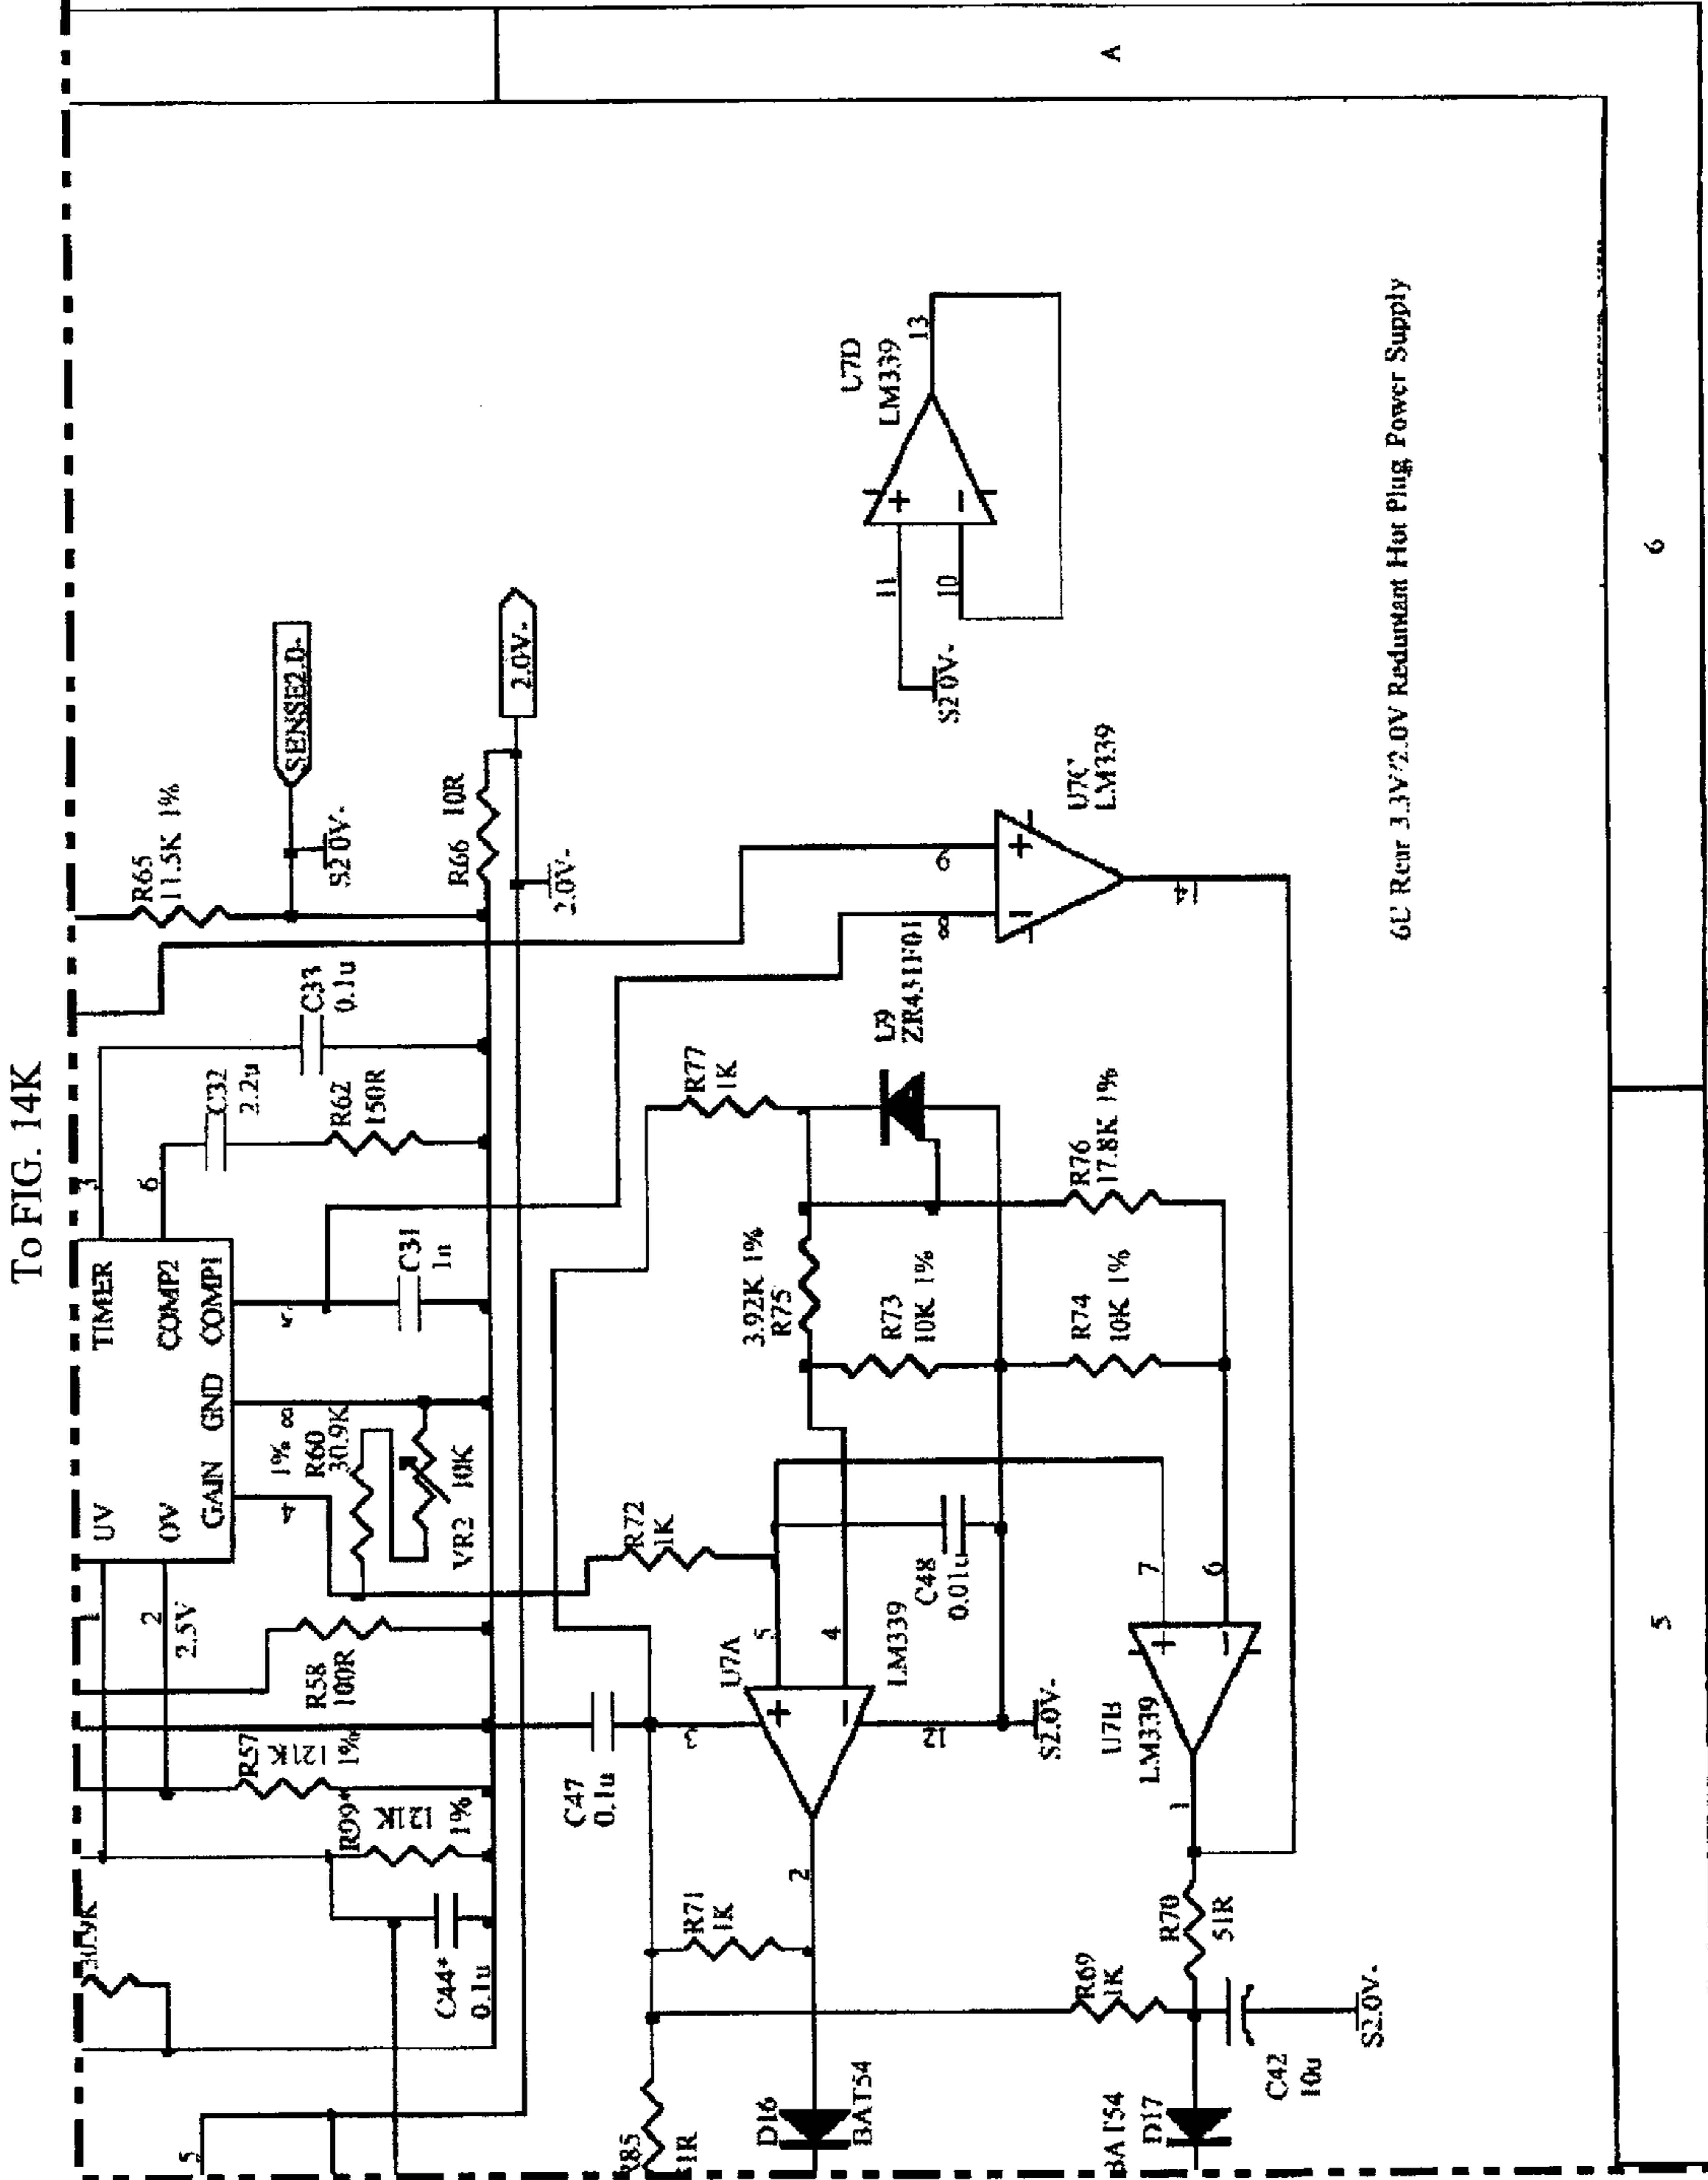 To FIG. 14K
A
TIMER
COMP2
COMP1
UV
OV
GAIN
GND
3
6
8
4
1
2
2.5V
5
R65
11.5K 1%
SENSE2.0-
S2.0V-
C33
0.1u
C32
2.2u
R62
150R
R66 10R
2.0V-
2.0V-
C31
1n
1%
R60
30.9K
VR2
10K
R58
100R
R57
121K
1%
R99*
121K
1%
30.9K
C44*
0.1u
C47
0.1u
R77
1K
U9
ZR431F01
3.92K 1%
R75
R73
10K 1%
R76
17.8K 1%
R74
10K 1%
R72
1K
C48
0.01u
U7A
LM339
5
4
3
12
2
S2.0V-
U7B
LM339
7
6
1
U7C
LM339
9
8
14
U7D
LM339
11
10
13
S2.0V-
R71
1K
R85
R69
1K
R70
51R
D16
BAT54
BAT54
D17
C42
10u
S2.0V-
6U Rear 3.3V/2.0V Redundant Hot Plug Power Supply
5
6